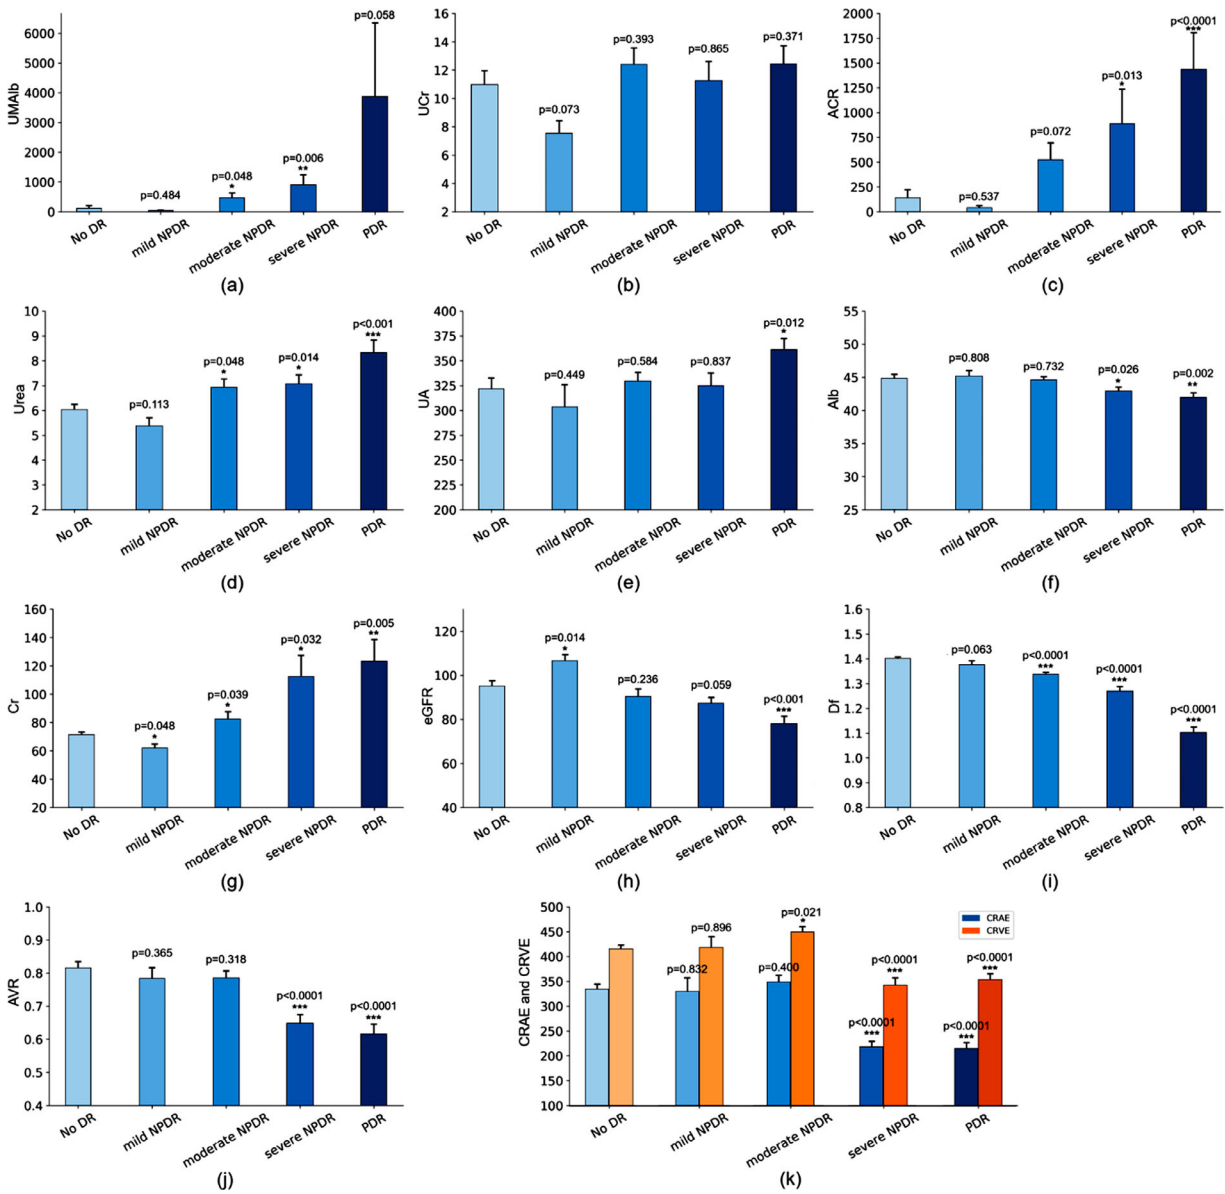 UMAlb
6000
5000
4000
3000
2000
1000
0
p=0.484
p=0.048
*
p=0.006
**
p=0.058
No DR
mild NPDR
moderate NPDR
severe NPDR
PDR
(a)
UCr
16
14
12
10
8
6
4
2
p=0.073
p=0.393
p=0.865
p=0.371
No DR
mild NPDR
moderate NPDR
severe NPDR
PDR
(b)
ACR
2000
1750
1500
1250
1000
750
500
250
0
p=0.537
p=0.072
p=0.013
*
p<0.0001
***
No DR
mild NPDR
moderate NPDR
severe NPDR
PDR
(c)
Urea
10
9
8
7
6
5
4
3
2
p=0.113
p=0.048
*
p=0.014
*
p<0.001
***
No DR
mild NPDR
moderate NPDR
severe NPDR
PDR
(d)
UA
400
375
350
325
300
275
250
225
200
p=0.449
p=0.584
p=0.837
p=0.012
*
No DR
mild NPDR
moderate NPDR
severe NPDR
PDR
(e)
Alb
55
50
45
40
35
30
25
p=0.808
p=0.732
p=0.026
*
p=0.002
**
No DR
mild NPDR
moderate NPDR
severe NPDR
PDR
(f)
Cr
160
140
120
100
80
60
40
20
p=0.048
*
p=0.039
*
p=0.032
*
p=0.005
**
No DR
mild NPDR
moderate NPDR
severe NPDR
PDR
(g)
eGFR
120
100
80
60
40
p=0.014
*
p=0.236
p=0.059
p<0.001
***
No DR
mild NPDR
moderate NPDR
severe NPDR
PDR
(h)
Df
1.6
1.5
1.4
1.3
1.2
1.1
1.0
0.9
0.8
p=0.063
p<0.0001
***
p<0.0001
***
p<0.0001
***
No DR
mild NPDR
moderate NPDR
severe NPDR
PDR
(i)
AVR
1.0
0.9
0.8
0.7
0.6
0.5
0.4
p=0.365
p=0.318
p<0.0001
***
p<0.0001
***
No DR
mild NPDR
moderate NPDR
severe NPDR
PDR
(j)
CRAE and CRVE
500
450
400
350
300
250
200
150
100
p=0.832
p=0.896
p=0.400
p=0.021
*
p<0.0001
***
p<0.0001
***
p<0.0001
***
p<0.0001
***
CRAE
CRVE
No DR
mild NPDR
moderate NPDR
severe NPDR
PDR
(k)